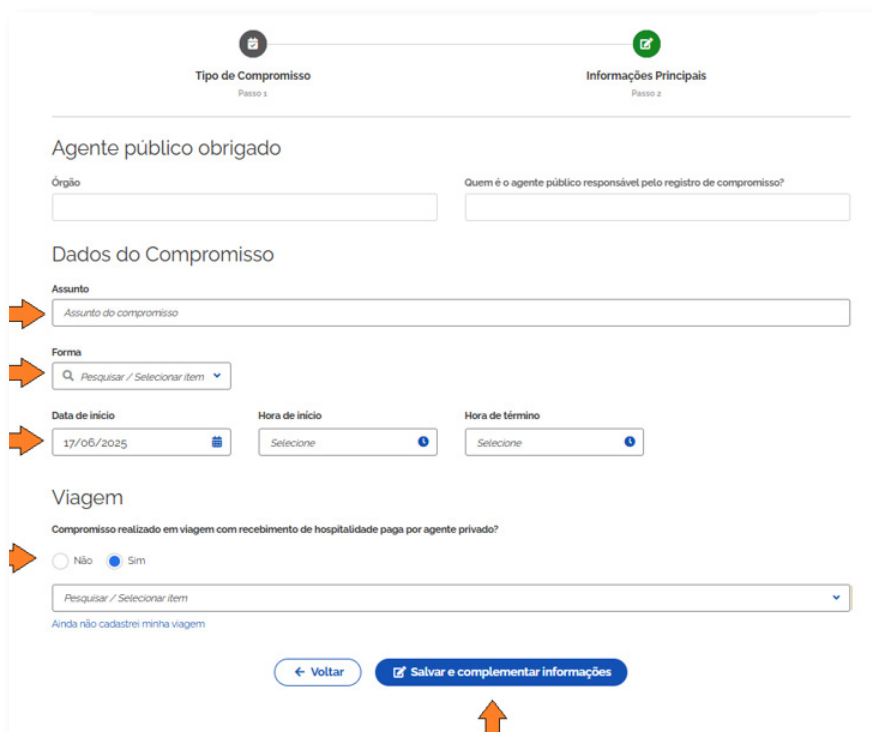 Tipo de Compromisso
Passo 1
Informações Principais
Passo 2
Agente público obrigado
Órgão
Quem é o agente público responsável pelo registro de compromisso?
Dados do Compromisso
Assunto
Assunto do compromisso
Forma
Pesquisar / Selecionar item
Data de início
Hora de início
Hora de término
17/06/2025
Selecione
Selecione
Viagem
Compromisso realizado em viagem com recebimento de hospitalidade paga por agente privado?
Não
Sim
Pesquisar / Selecionar item
Ainda não cadastrei minha viagem
Voltar
Salvar e complementar informações